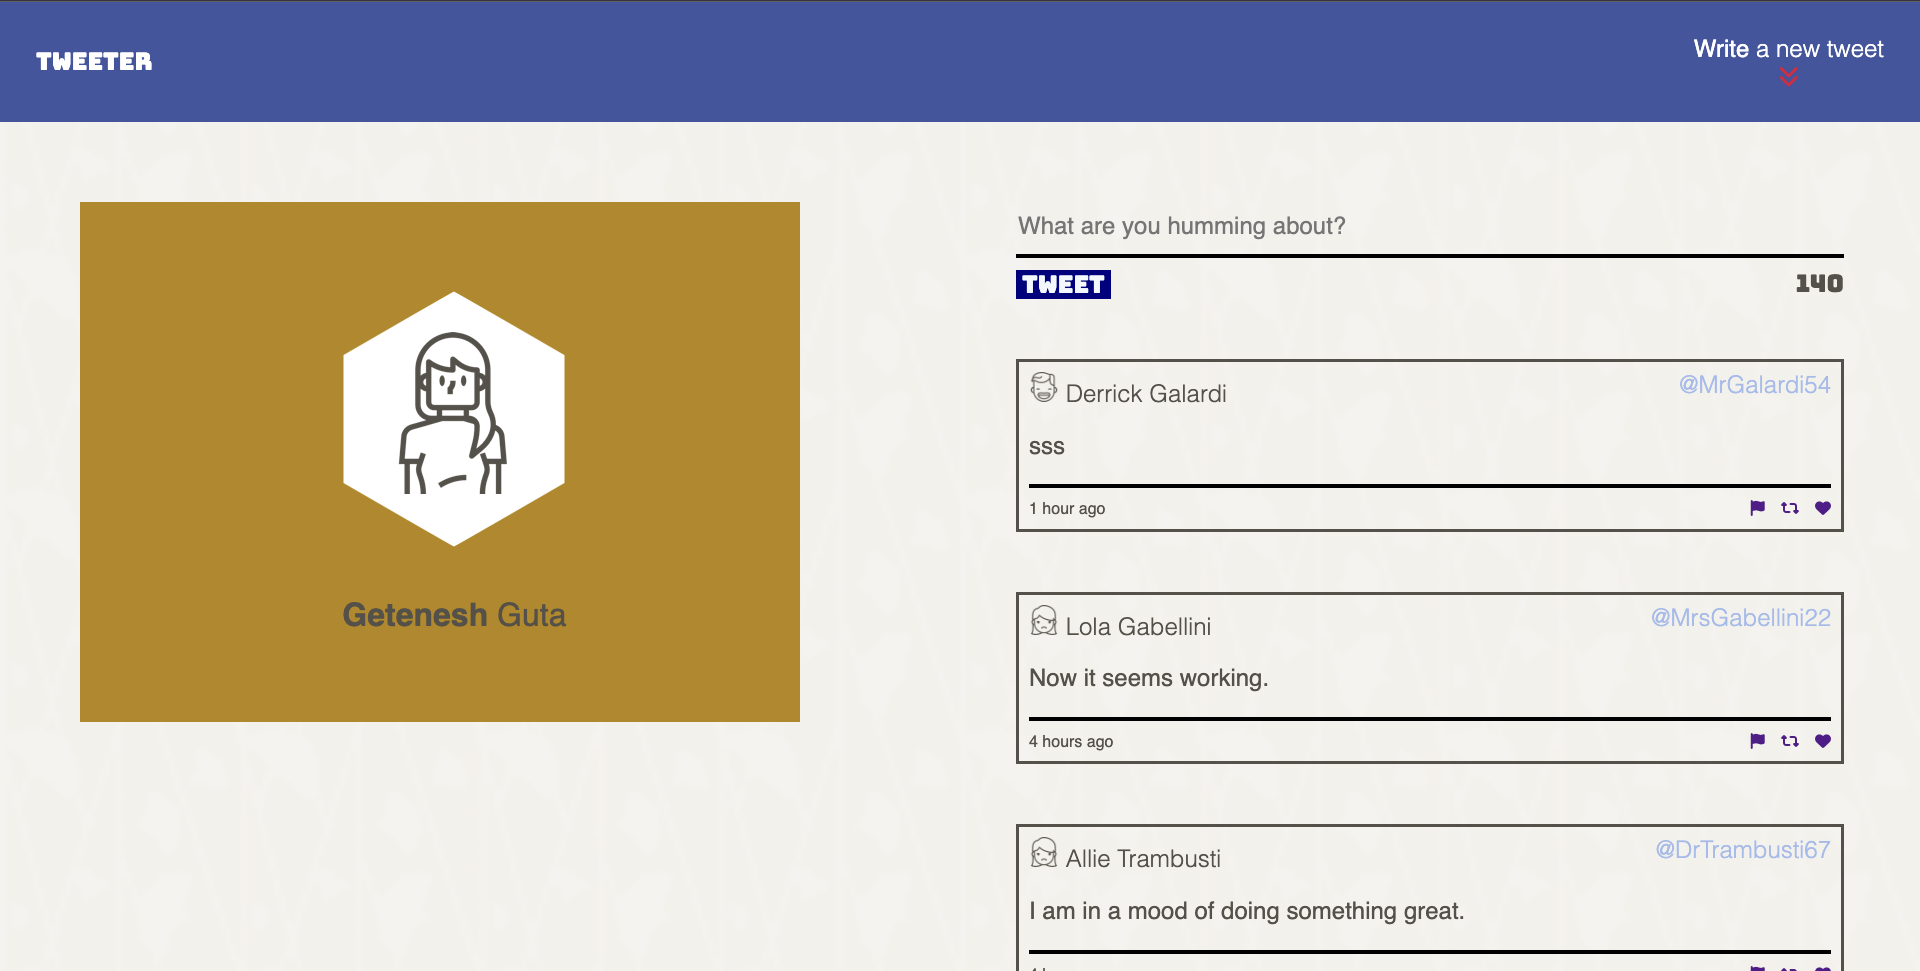 TWEETER
Write a new tweet
Getenesh Guta
What are you humming about?
TWEET
140
Derrick Galardi
@MrGalardi54
sss
1 hour ago
Lola Gabellini
@MrsGabellini22
Now it seems working.
4 hours ago
Allie Trambusti
@DrTrambusti67
I am in a mood of doing something great.